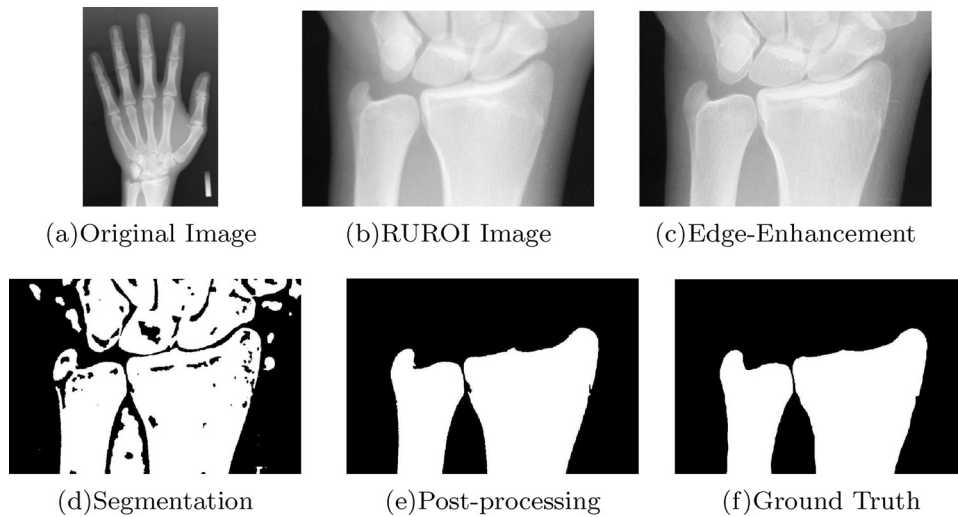 (a)Original Image
(b)RUROI Image
(c)Edge-Enhancement
(d)Segmentation
(e)Post-processing
(f)Ground Truth